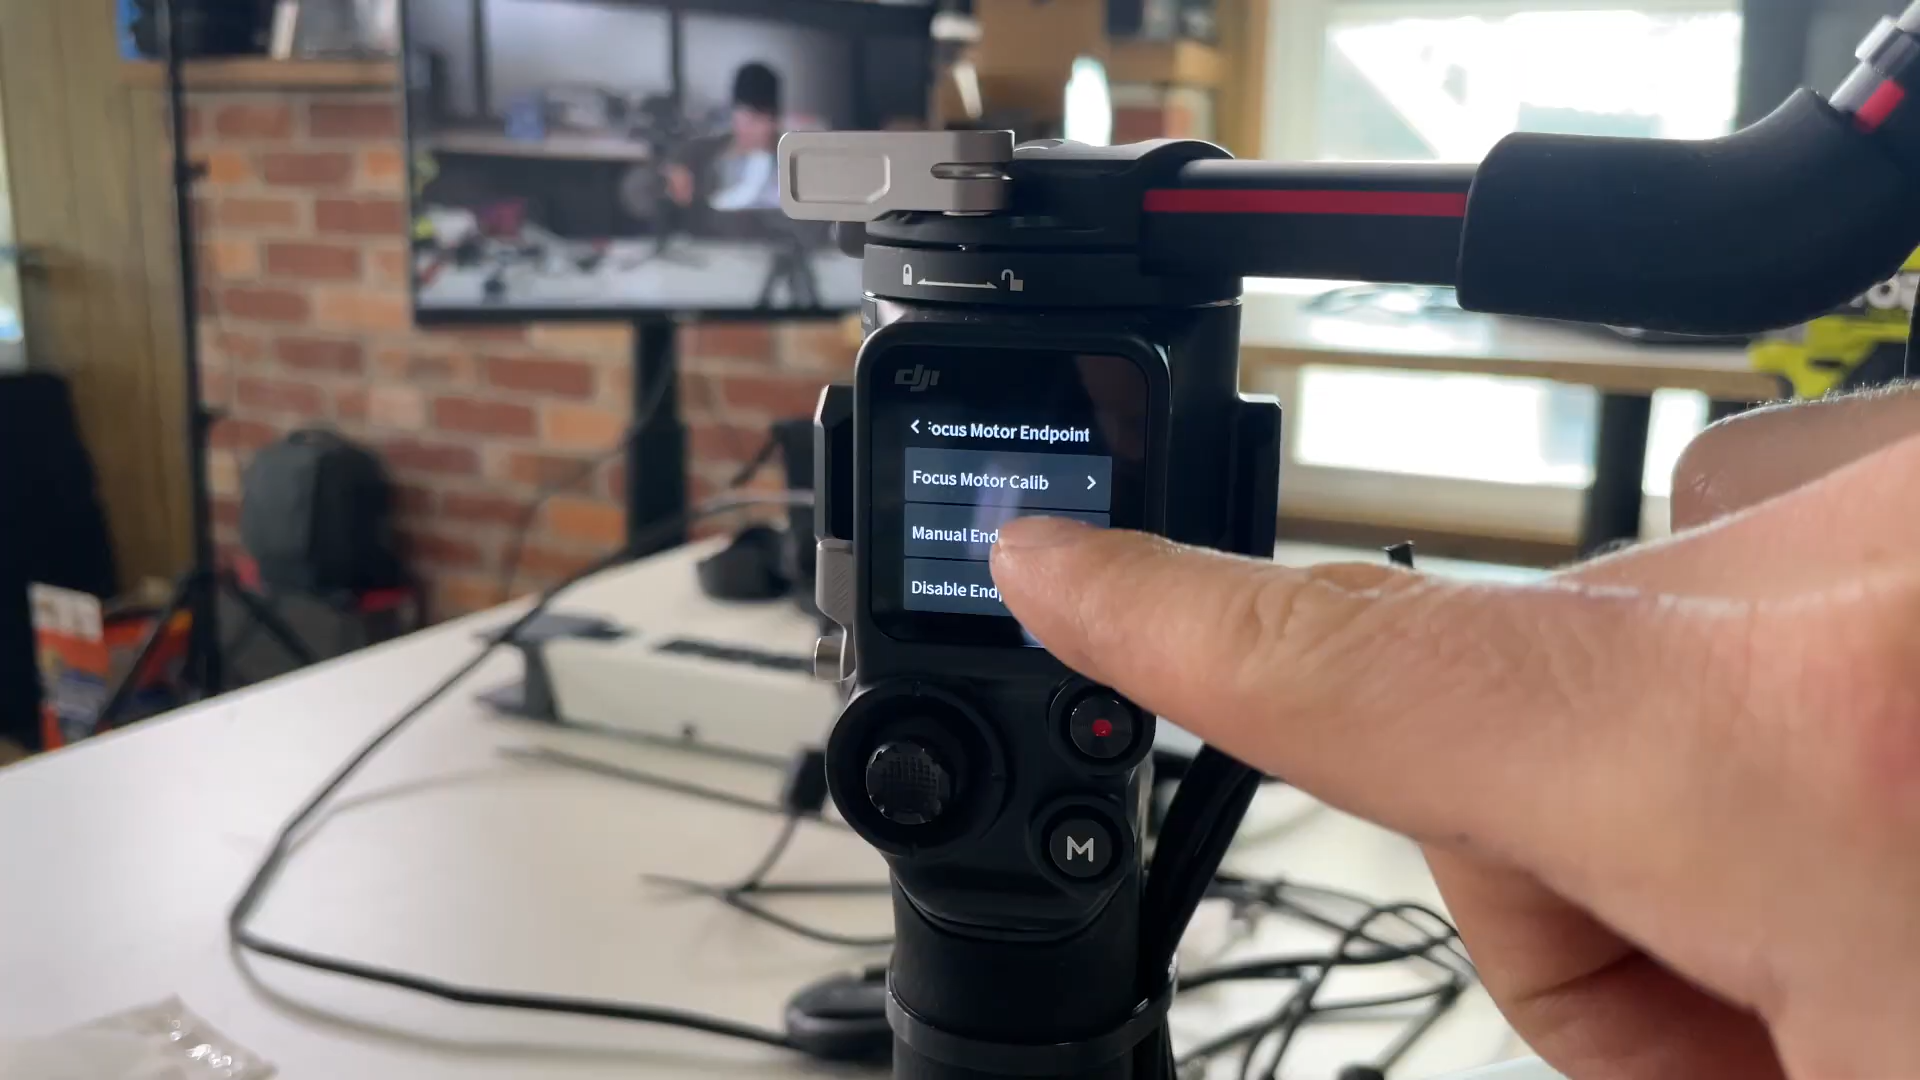 dji
ocus Motor Endpoint
Focus Motor Calib
Manual End
Disable End
M